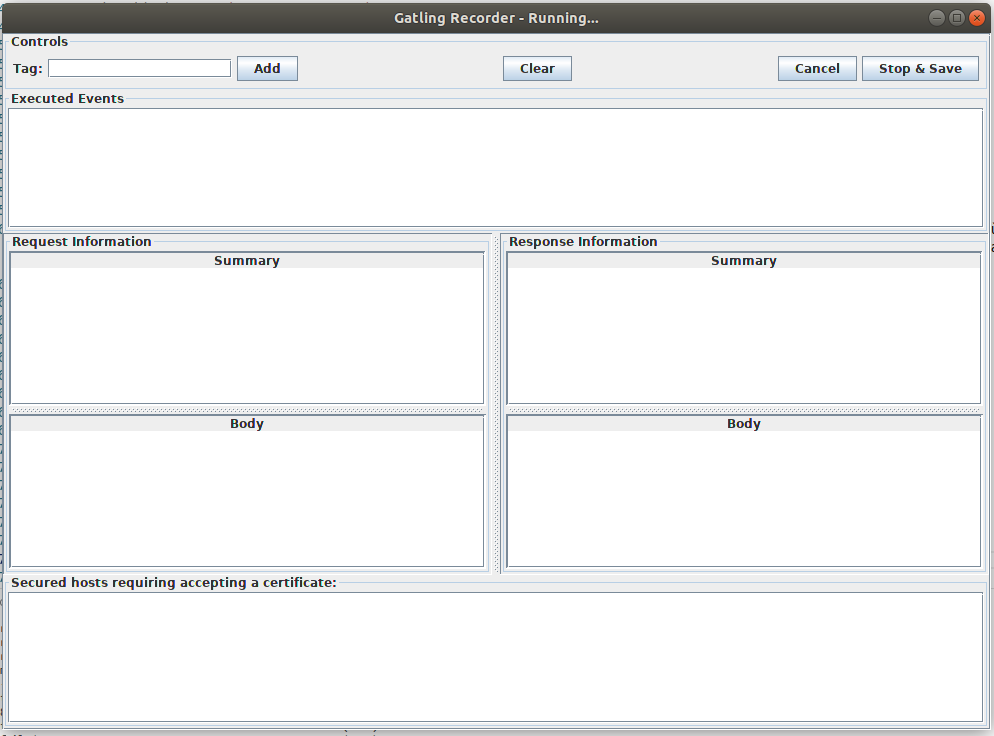 Gatling Recorder - Running...
Controls
Tag: Add Clear Cancel Stop & Save
Executed Events
Request Information Response Information
Summary Summary
Body Body
Secured hosts requiring accepting a certificate: